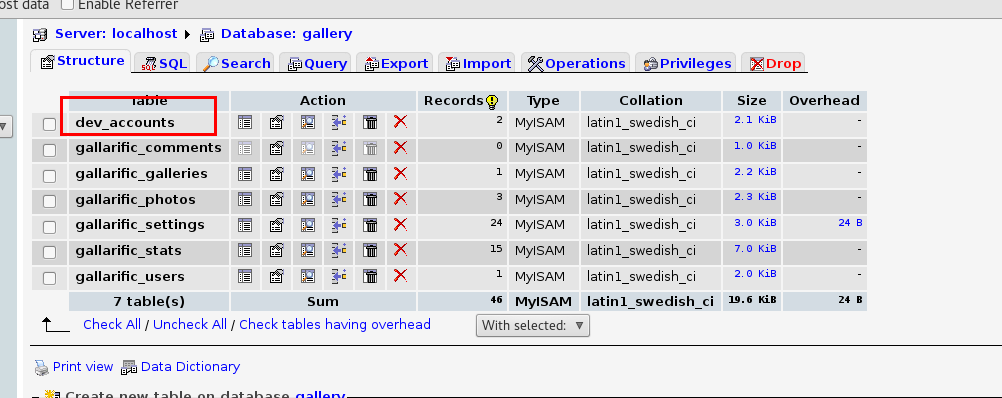 ost data Enable Referrer
Server: localhost Database: gallery
Structure SQL Search Query Export Import Operations Privileges Drop
Table Action Records Type Collation Size Overhead
dev_accounts 2 MyISAM latin1_swedish_ci 2.1 KiB -
gallarific_comments 0 MyISAM latin1_swedish_ci 1.0 KiB -
gallarific_galleries 1 MyISAM latin1_swedish_ci 2.2 KiB -
gallarific_photos 3 MyISAM latin1_swedish_ci 2.3 KiB -
gallarific_settings 24 MyISAM latin1_swedish_ci 3.0 KiB 24 B
gallarific_stats 15 MyISAM latin1_swedish_ci 7.0 KiB -
gallarific_users 1 MyISAM latin1_swedish_ci 2.0 KiB -
7 table(s) Sum 46 MyISAM latin1_swedish_ci 19.6 KiB 24 B
Check All / Uncheck All / Check tables having overhead With selected:
Print view Data Dictionary
Create new table on database gallery